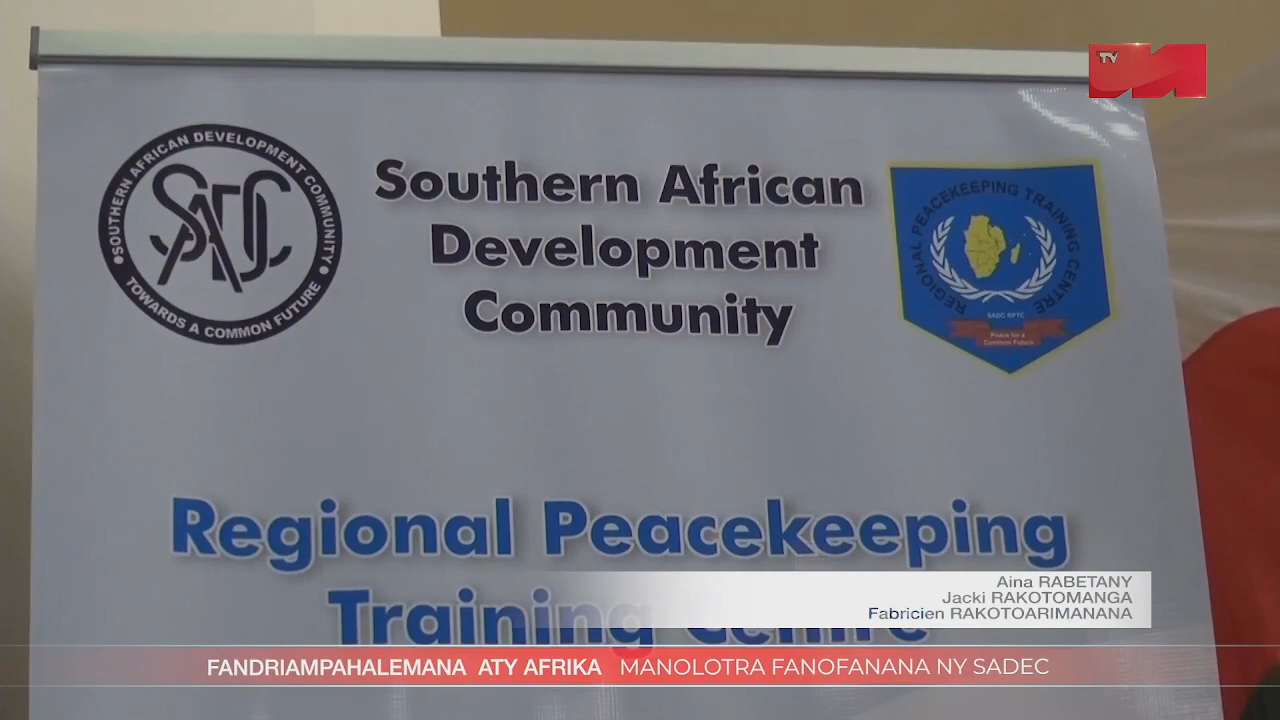 TV
SOUTHERN AFRICAN DEVELOPMENT COMMUNITY
SADC
TOWARDS A COMMON FUTURE
Southern African
Development
Community
REGIONAL PEACEKEEPING TRAINING CENTRE
SADC RPTC
Peace for a
Common Future
Regional Peacekeeping
Training Centre
Aina RABETANY
Jacki RAKOTOMANGA
Fabricien RAKOTOARIMANANA
FANDRIAMPAHALEMANA ATY AFRIKA MANOLOTRA FANOFANANA NY SADEC